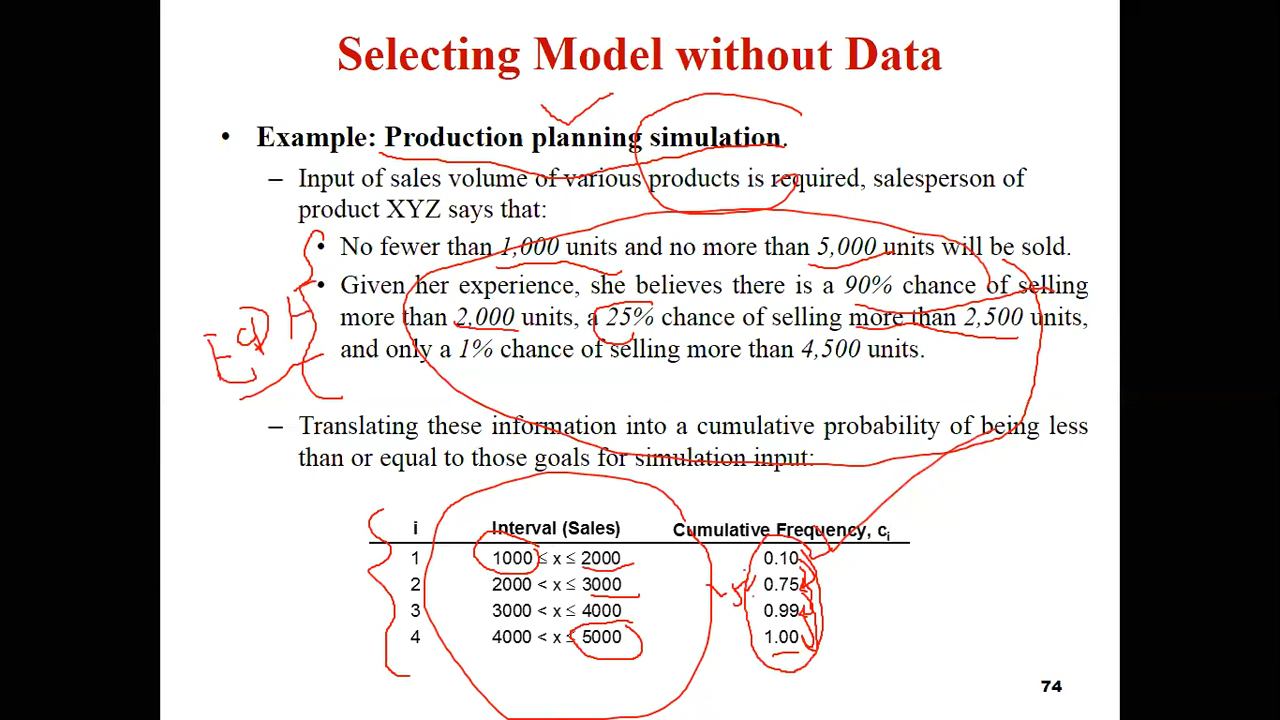 Selecting Model without Data
• Example: Production planning simulation.
– Input of sales volume of various products is required, salesperson of
product XYZ says that:
• No fewer than 1,000 units and no more than 5,000 units will be sold.
• Given her experience, she believes there is a 90% chance of selling
more than 2,000 units, a 25% chance of selling more than 2,500 units,
and only a 1% chance of selling more than 4,500 units.
– Translating these information into a cumulative probability of being less
than or equal to those goals for simulation input:
i Interval (Sales) Cumulative Frequency, ci
1 1000 ≤ x ≤ 2000 0.10
2 2000 < x ≤ 3000 0.75
3 3000 < x ≤ 4000 0.99
4 4000 < x ≤ 5000 1.00
74